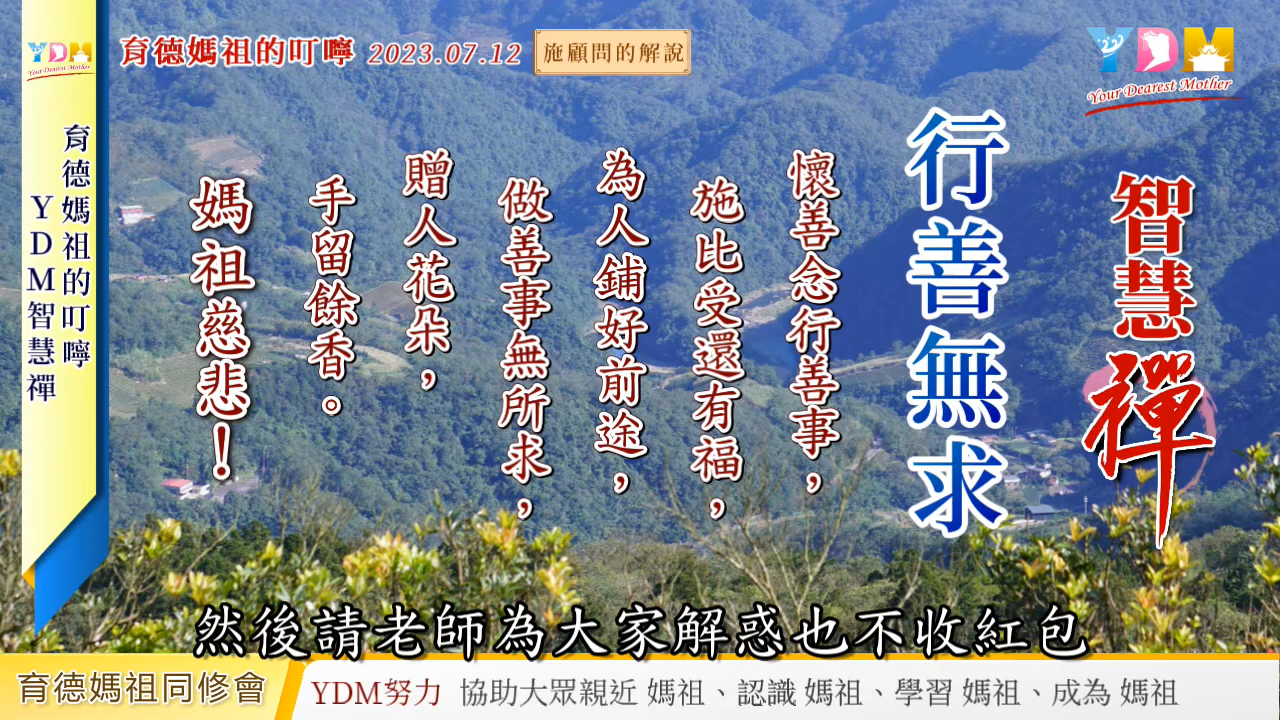 育德媽祖的叮嚀 2023.07.12 施顧問的解說
YDM
Your Dearest Mother
YDM
Your Dearest Mother
育德媽祖的叮嚀
YDM智慧禪
智慧禪
行善無求
懷善念行善事，
施比受還有福，
為人鋪好前途，
做善事無所求，
贈人花朵，
手留餘香。
媽祖慈悲！
然後請老師為大家解惑也不收紅包
育德媽祖同修會
YDM努力 協助大眾親近 媽祖、認識 媽祖、學習 媽祖、成為 媽祖